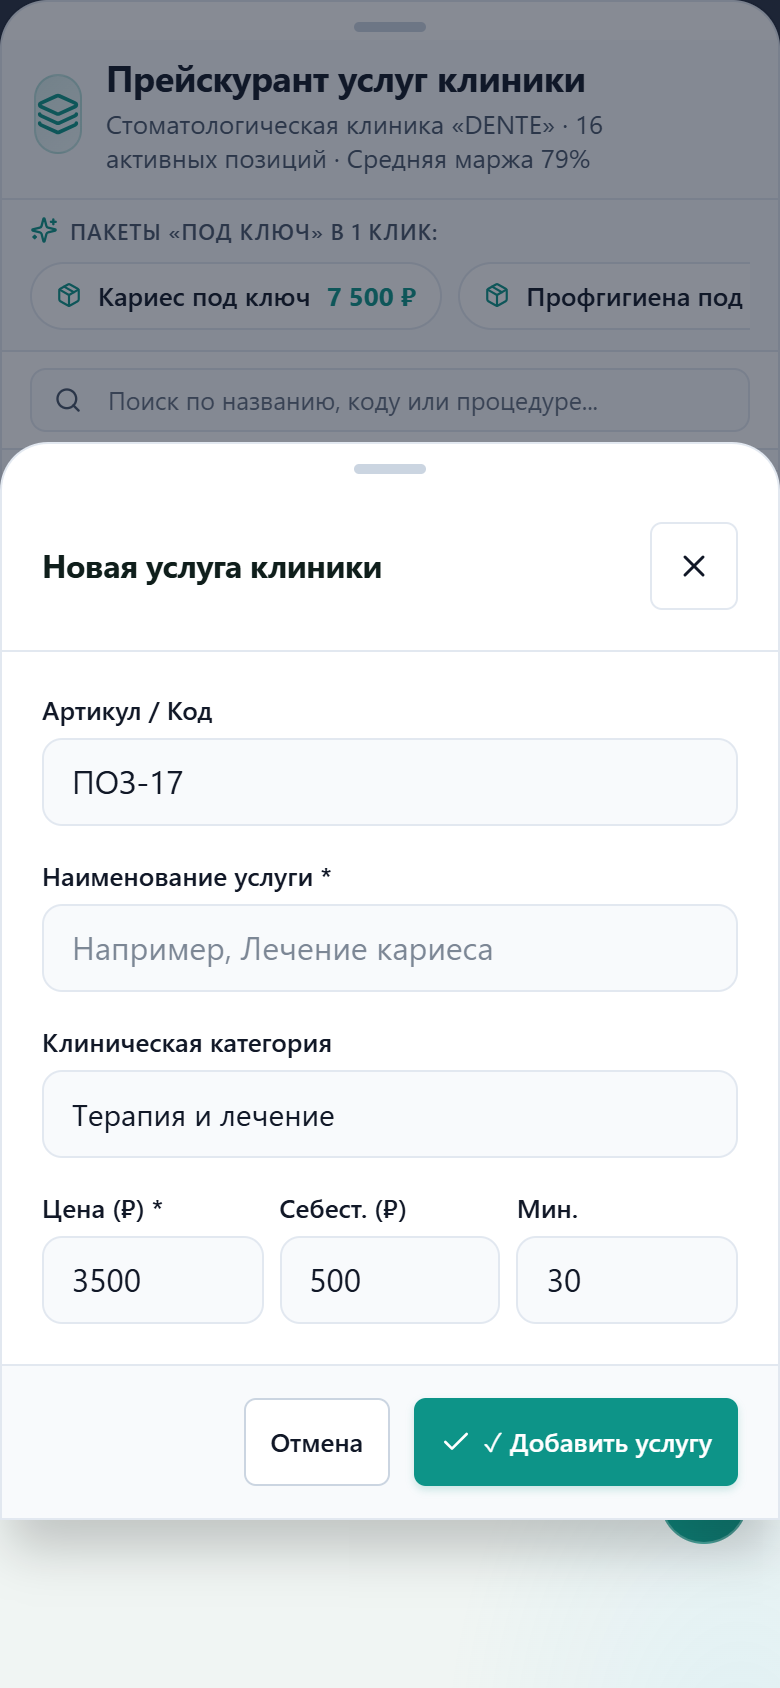 Прейскурант услуг клиники
Стоматологическая клиника «DENTE» · 16
активных позиций · Средняя маржа 79%
ПАКЕТЫ «ПОД КЛЮЧ» В 1 КЛИК:
Кариес под ключ 7 500 ₽
Профгигиена под
Поиск по названию, коду или процедуре...
Новая услуга клиники
Артикул / Код
ПОЗ-17
Наименование услуги *
Например, Лечение кариеса
Клиническая категория
Терапия и лечение
Цена (₽) * Себест. (₽) Мин.
3500 500 30
Отмена ✓ Добавить услугу